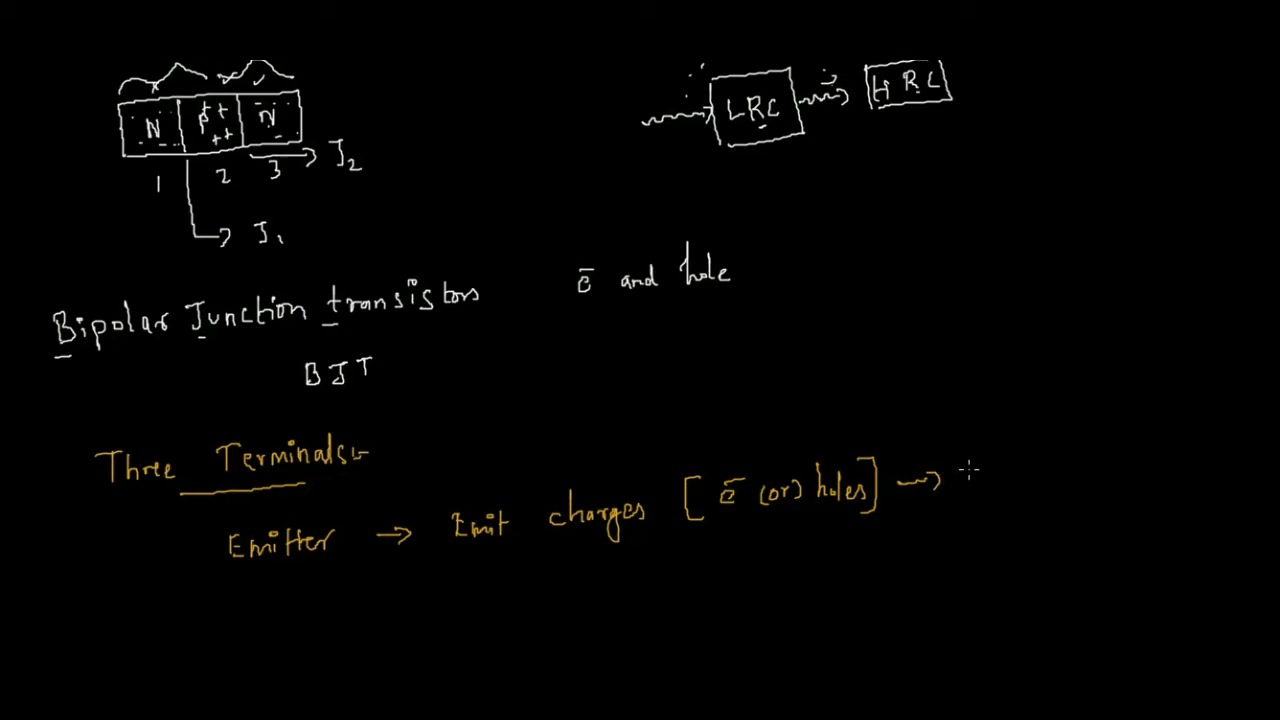 N P N
1 2 3
J₂
J₁
LRC HRC
Bipolar Junction transistors
ē and hole
BJT
Three Terminals:-
Emitter → Emit charges [ē (or) holes] →